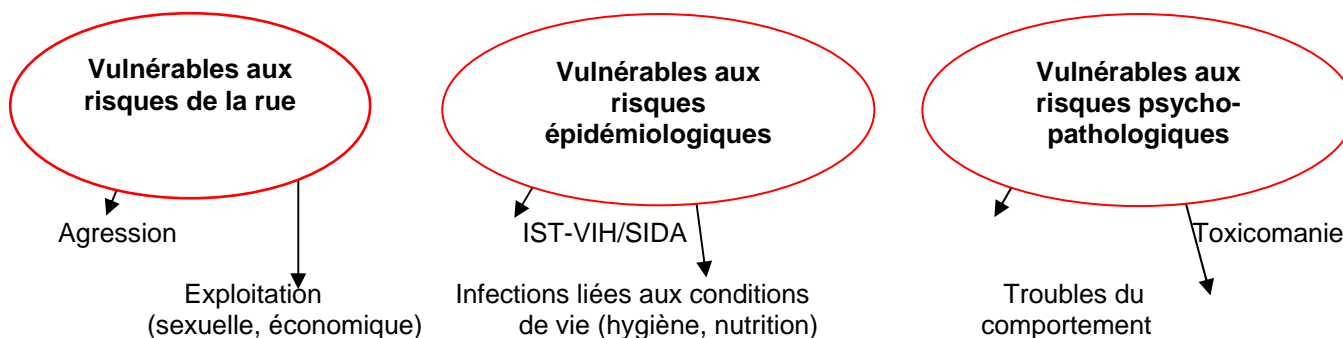 Vulnérables aux
risques de la rue
Agression
Exploitation
(sexuelle, économique)
Vulnérables aux
risques
épidémiologiques
IST-VIH/SIDA
Infections liées aux conditions
de vie (hygiène, nutrition)
Vulnérables aux
risques psycho-
pathologiques
Toxicomanie
Troubles du
comportement